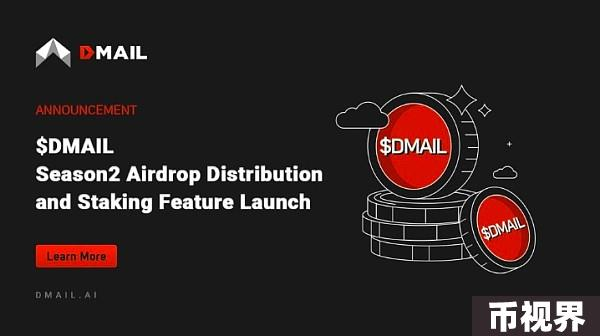 DMAIL
ANNOUNCEMENT
$DMAIL
Season2 Airdrop Distribution
and Staking Feature Launch
Learn More
DMAIL.AI
$DMAIL
$DMAIL
币视界